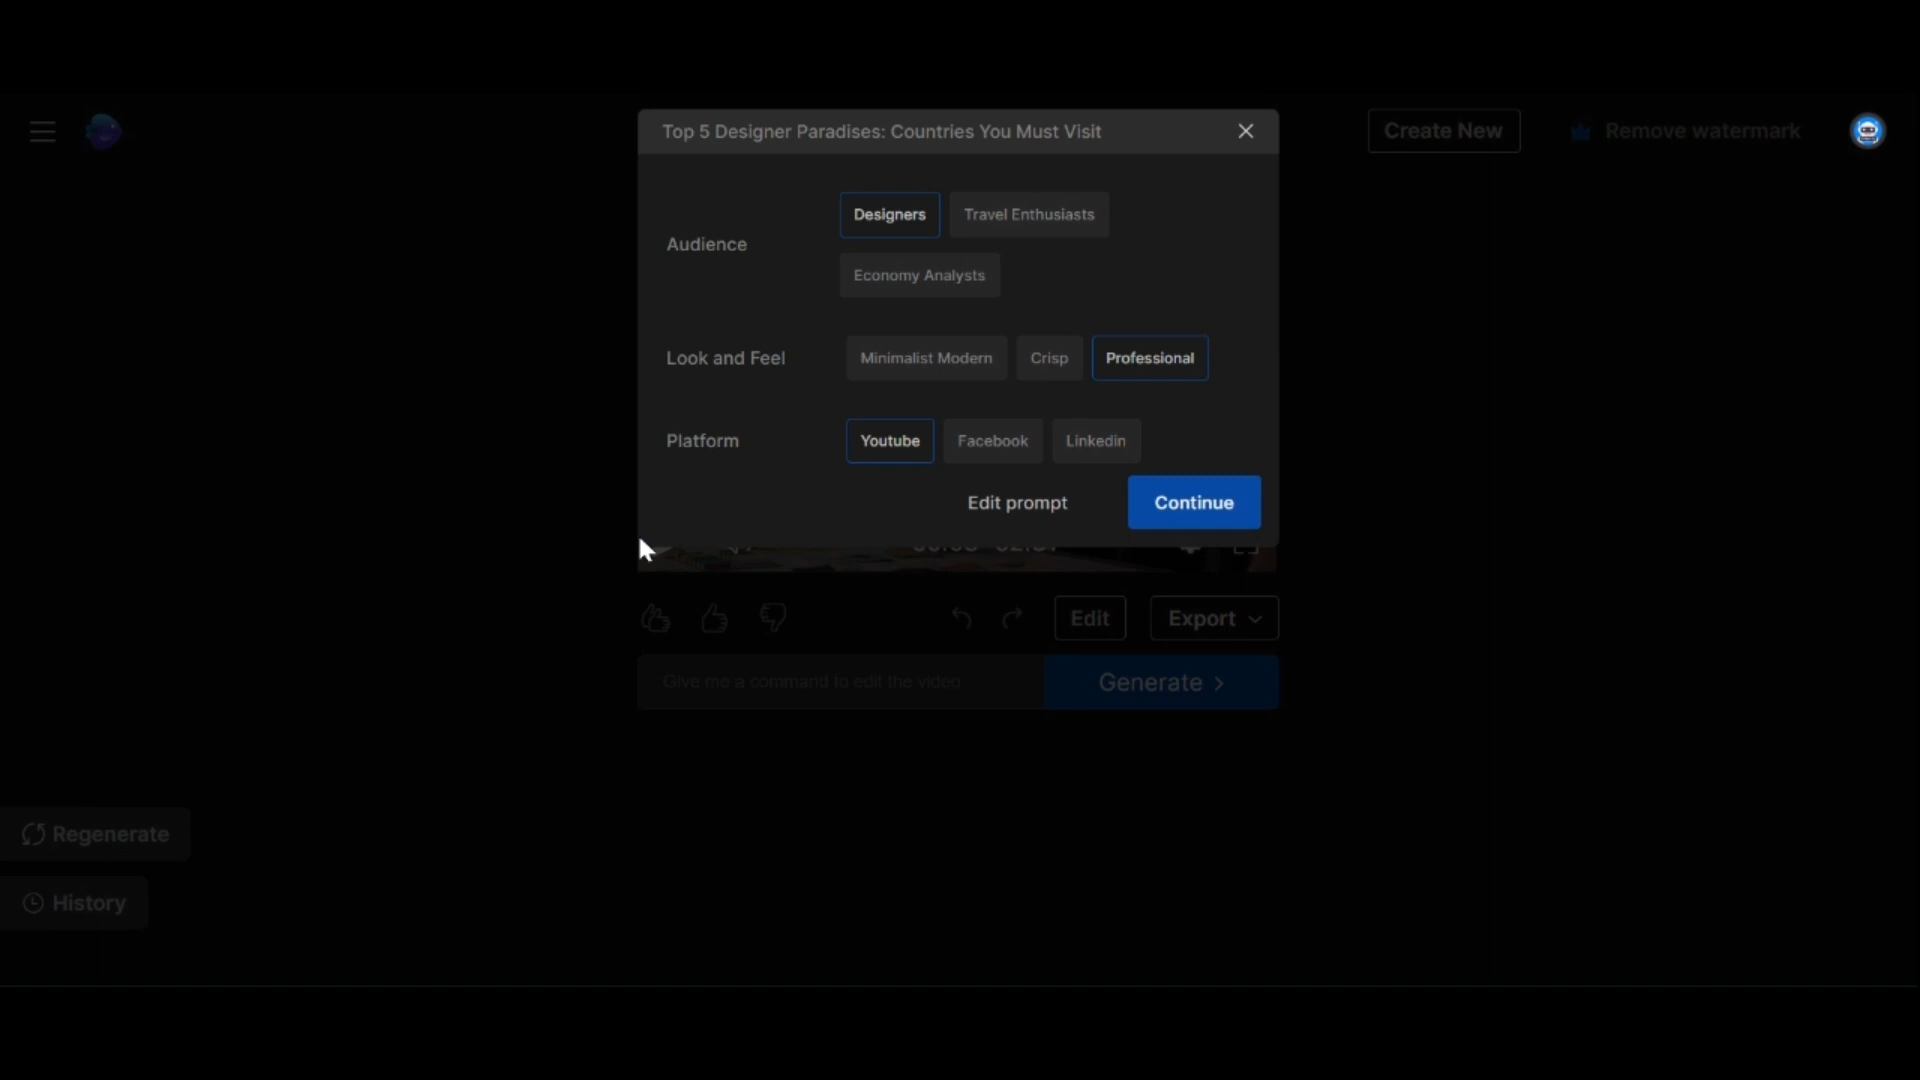 Top 5 Designer Paradises: Countries You Must Visit
Create New
Remove watermark
Audience
Designers
Travel Enthusiasts
Economy Analysts
Look and Feel
Minimalist Modern
Crisp
Professional
Platform
Youtube
Facebook
Linkedin
Edit prompt
Continue
Edit
Export
Give me a command to edit the video
Generate
Regenerate
History